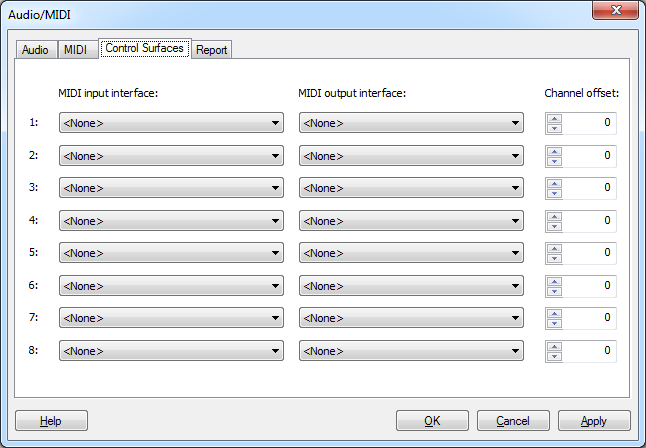 Audio/MIDI
Audio MIDI Control Surfaces Report
MIDI input interface: MIDI output interface: Channel offset:
1: <None> <None> 0
2: <None> <None> 0
3: <None> <None> 0
4: <None> <None> 0
5: <None> <None> 0
6: <None> <None> 0
7: <None> <None> 0
8: <None> <None> 0
Help OK Cancel Apply